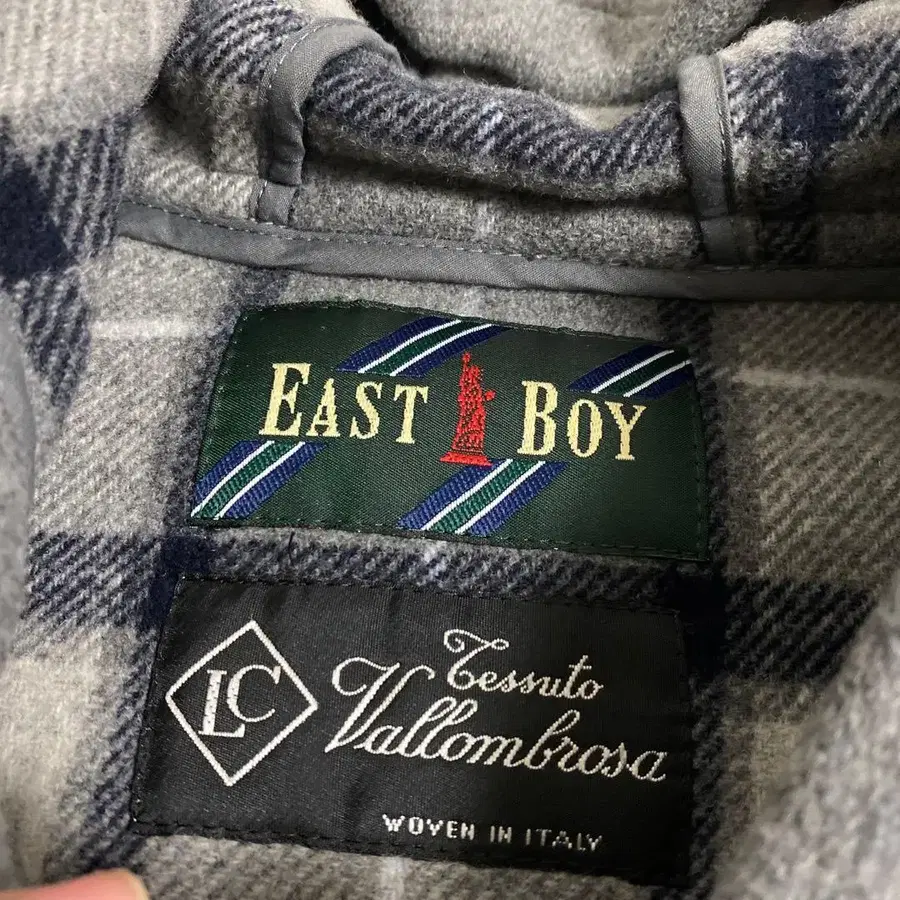 EAST BOY
LC
Tessuto
Vallombrosa
WOVEN IN ITALY